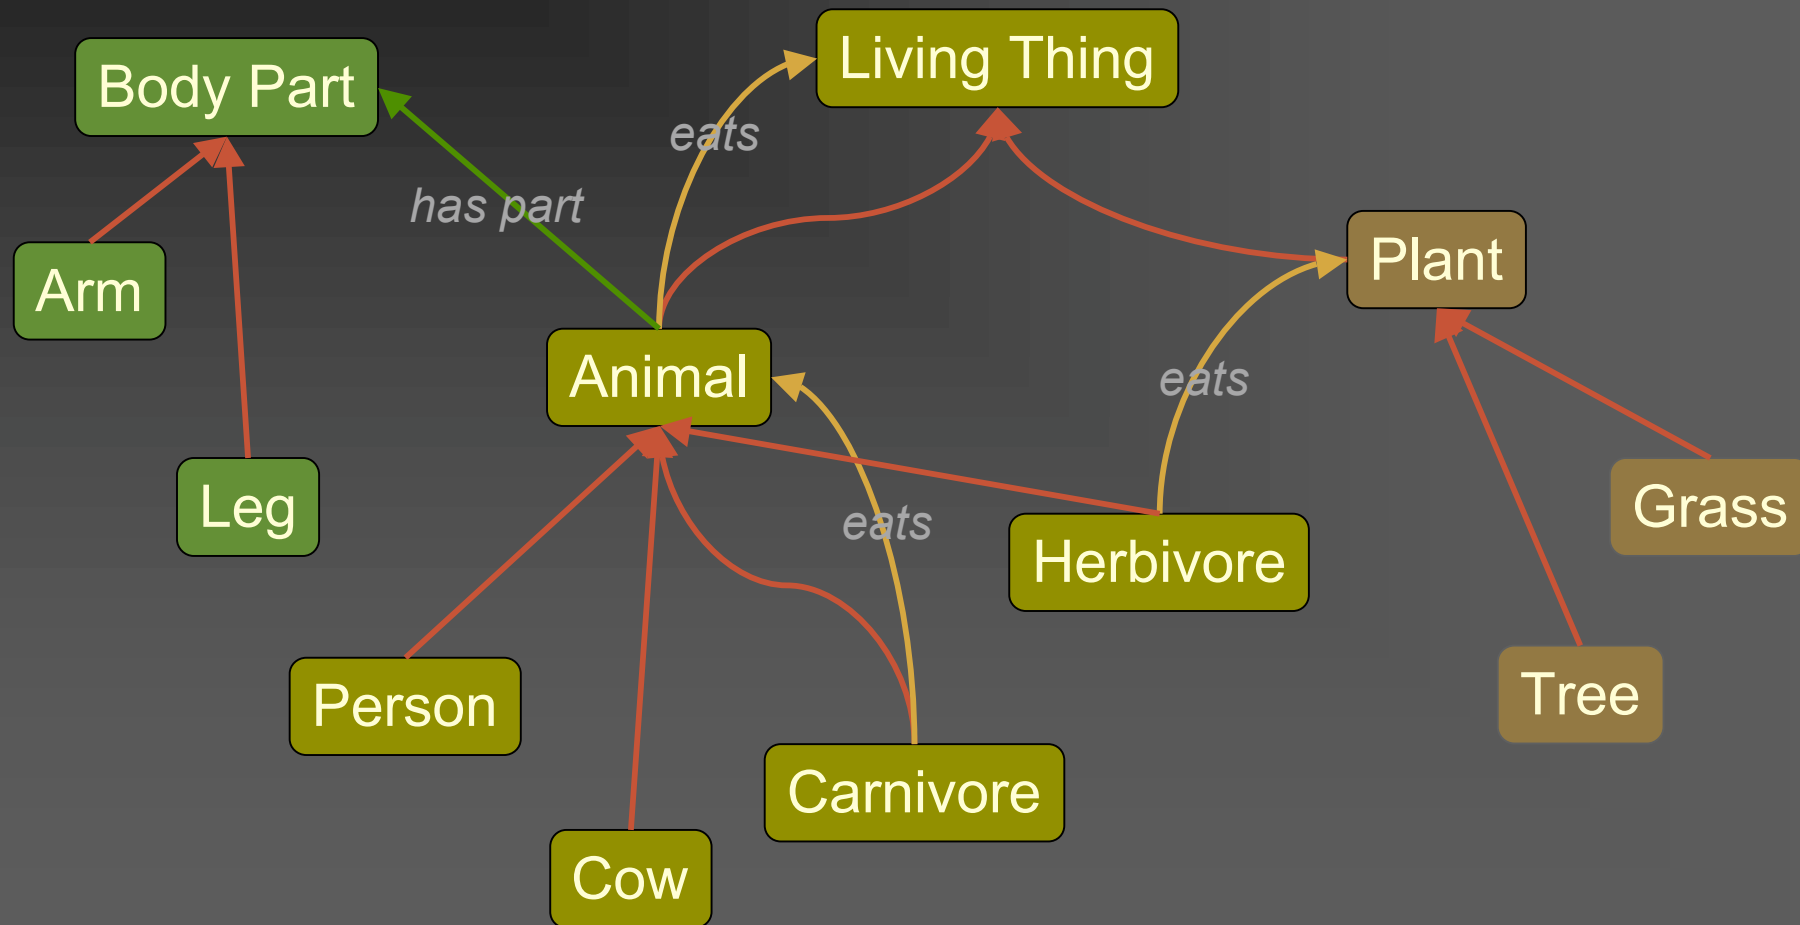 Living Thing
Body Part
eats
has part
Plant
Arm
Animal
eats
Leg
eats
Grass
Herbivore
Person
Tree
Carnivore
Cow